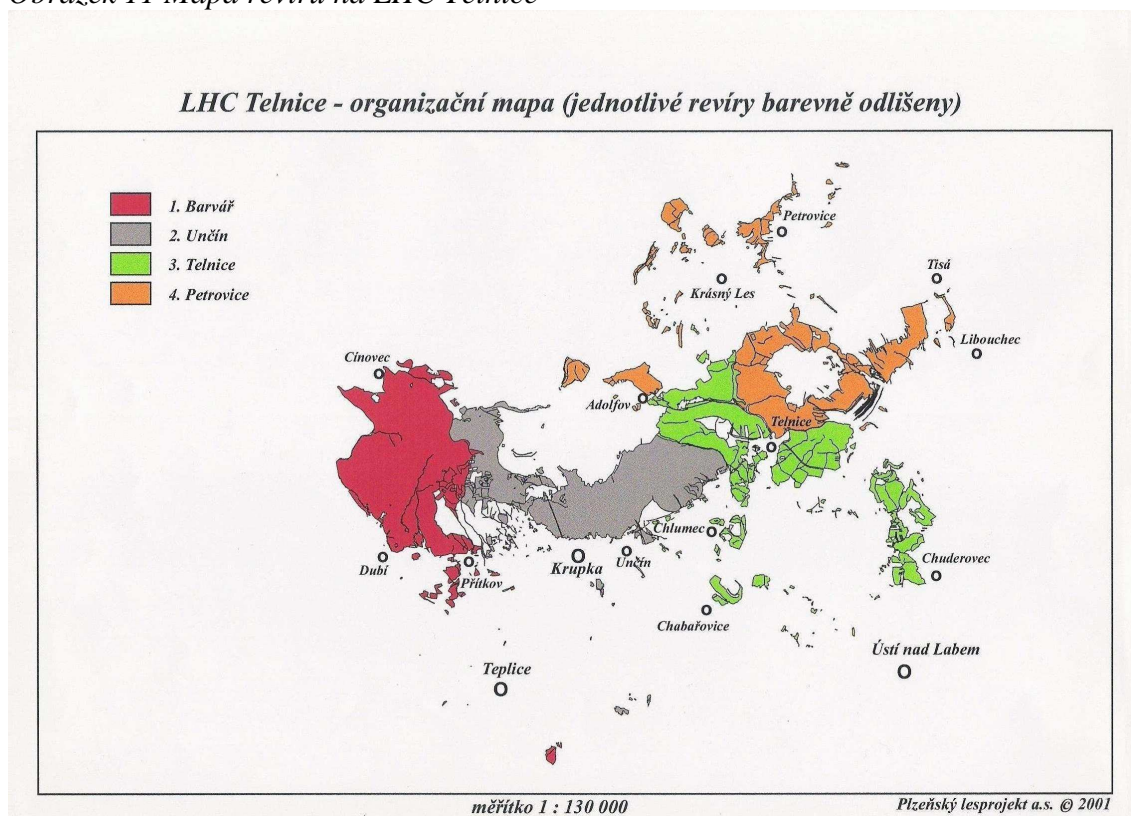 Obrázek 11 Mapa revírů na LHC Telnice
LHC Telnice - organizační mapa (jednotlivé revíry barevně odlišeny)
1. Barvář
2. Unčín
3. Telnice
4. Petrovice
Petrovice
Tisá
Krásný Les
Libouchec
Cínovec
Adolfov
Telnice
Chlumec
Dubí
Přítkov
Krupka
Unčín
Chuderovec
Chabařovice
Ústí nad Labem
Teplice
měřítko 1 : 130 000
Plzeňský lesprojekt a.s. © 2001